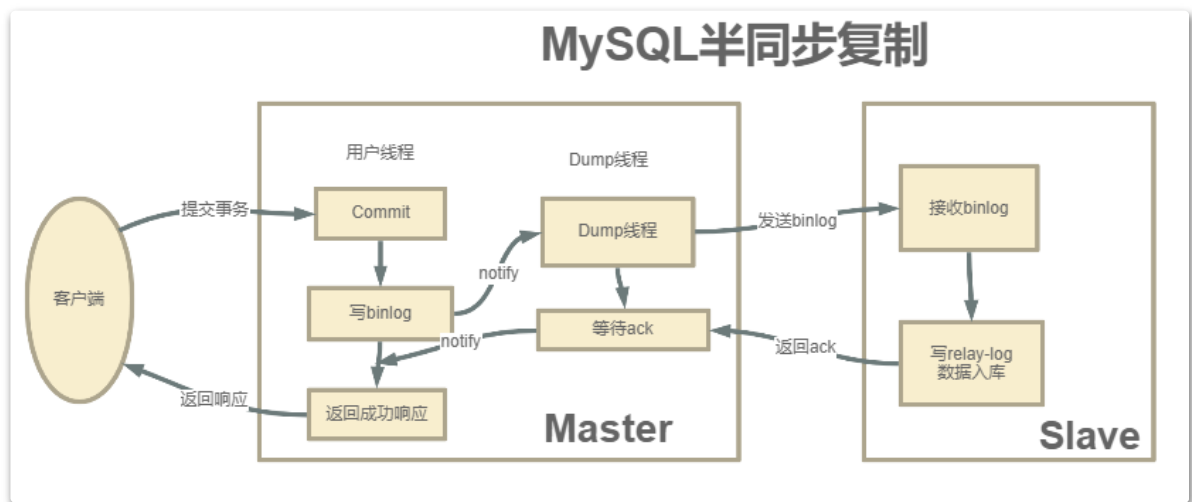 MySQL半同步复制
用户线程
Dump线程
提交事务
Commit
Dump线程
发送binlog
接收binlog
notify
客户端
写binlog
等待ack
notify
返回ack
写relay-log
数据入库
返回响应
返回成功响应
Master
Slave